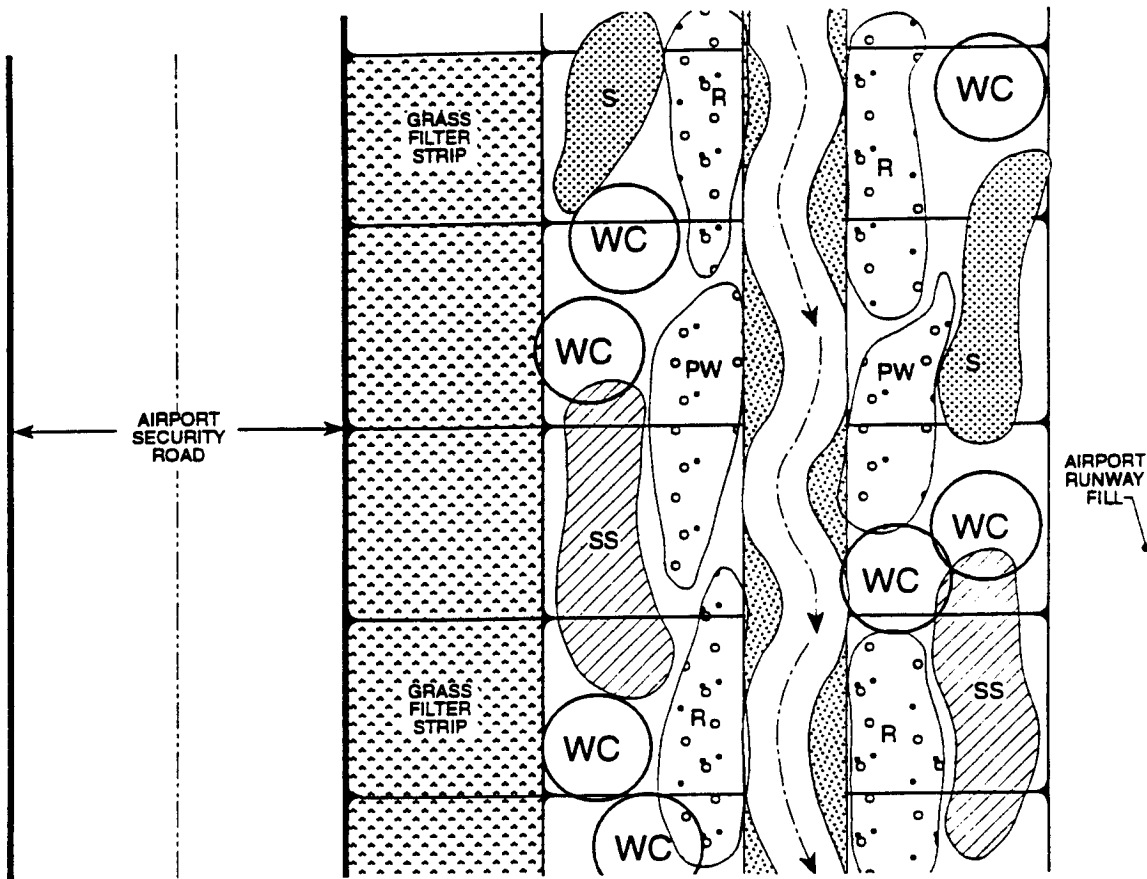 S
R
WC
GRASS
FILTER
STRIP
R
WC
WC
PW
PW
S
AIRPORT
SECURITY
ROAD
AIRPORT
RUNWAY
FILL
WC
SS
WC
GRASS
FILTER
STRIP
SS
R
R
WC
WC